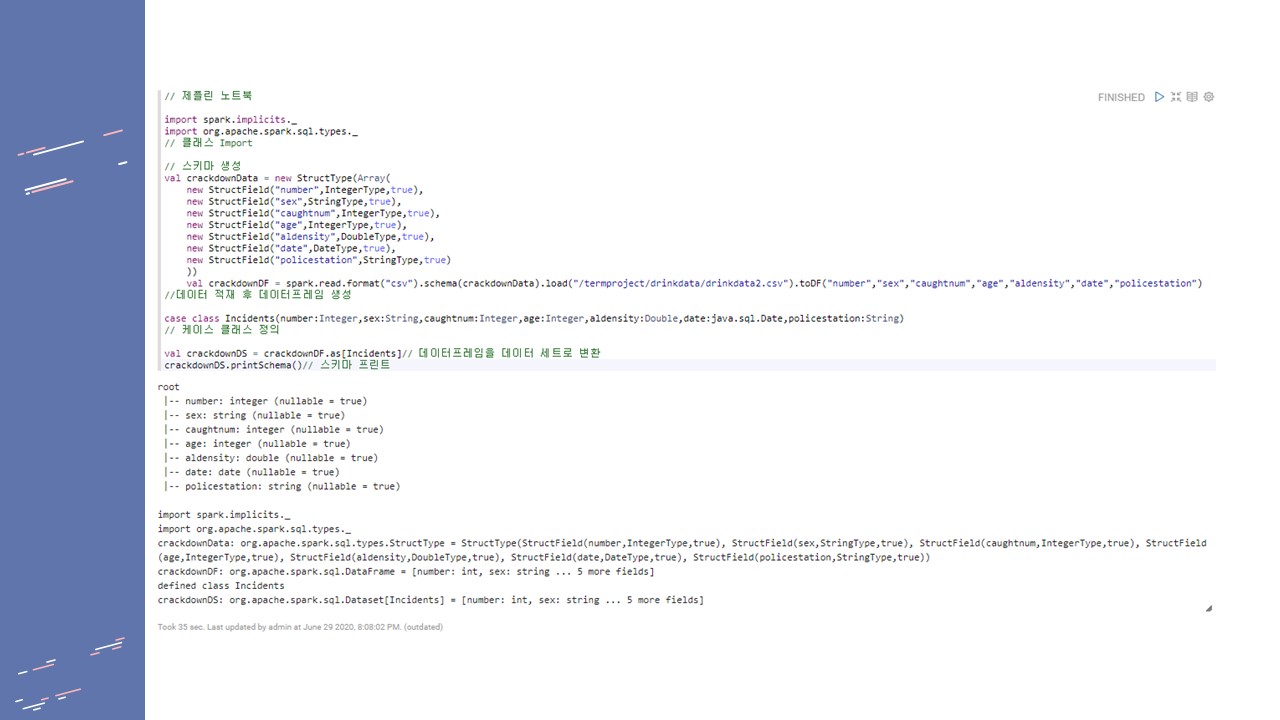 // 제플린 노트북
FINISHED
import spark.implicits._
import org.apache.spark.sql.types._
// 클래스 Import
// 스키마 생성
val crackdownData = new StructType(Array(
new StructField("number",IntegerType,true),
new StructField("sex",StringType,true),
new StructField("caughtnum",IntegerType,true),
new StructField("age",IntegerType,true),
new StructField("aldensity",DoubleType,true),
new StructField("date",DateType,true),
new StructField("policestation",StringType,true)
))
val crackdownDF = spark.read.format("csv").schema(crackdownData).load("/termproject/drinkdata/drinkdata2.csv").toDF("number","sex","caughtnum","age","aldensity","date","policestation")
//데이터 적재 후 데이터프레임 생성
case class Incidents(number:Integer,sex:String,caughtnum:Integer,age:Integer,aldensity:Double,date:java.sql.Date,policestation:String)
// 케이스 클래스 정의
val crackdownDS = crackdownDF.as[Incidents]// 데이터프레임을 데이터 세트로 변환
crackdownDS.printSchema()// 스키마 프린트
root
|-- number: integer (nullable = true)
|-- sex: string (nullable = true)
|-- caughtnum: integer (nullable = true)
|-- age: integer (nullable = true)
|-- aldensity: double (nullable = true)
|-- date: date (nullable = true)
|-- policestation: string (nullable = true)
import spark.implicits._
import org.apache.spark.sql.types._
crackdownData: org.apache.spark.sql.types.StructType = StructType(StructField(number,IntegerType,true), StructField(sex,StringType,true), StructField(caughtnum,IntegerType,true), StructField
(age,IntegerType,true), StructField(aldensity,DoubleType,true), StructField(date,DateType,true), StructField(policestation,StringType,true))
crackdownDF: org.apache.spark.sql.DataFrame = [number: int, sex: string ... 5 more fields]
defined class Incidents
crackdownDS: org.apache.spark.sql.Dataset[Incidents] = [number: int, sex: string ... 5 more fields]
Took 35 sec. Last updated by admin at June 29 2020, 8:08:02 PM. (outdated)